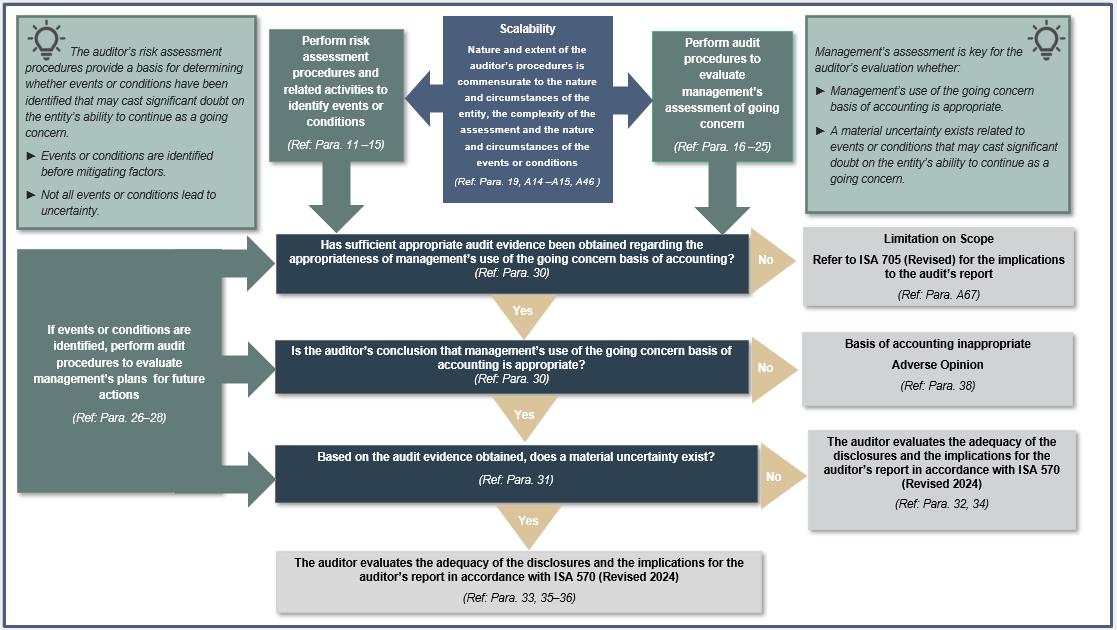 The auditor's risk assessment
procedures provide a basis for determining
whether events or conditions have been
identified that may cast significant doubt on
the entity's ability to continue as a going
concern.
► Events or conditions are identified
before mitigating factors.
► Not all events or conditions lead to
uncertainty.
Perform risk
assessment
procedures and
related activities to
identify events or
conditions
(Ref: Para. 11 –15)
Scalability
Nature and extent of the
auditor's procedures is
commensurate to the nature
and circumstances of the
entity, the complexity of the
assessment and the nature
and circumstances of the
events or conditions
(Ref: Para. 19, A14 –A15, A46 )
Perform audit
procedures to
evaluate
management's
assessment of going
concern
(Ref: Para. 16 –25)
Management's assessment is key for the
auditor's evaluation whether:
► Management's use of the going concern
basis of accounting is appropriate.
► A material uncertainty exists related to
events or conditions that may cast significant
doubt on the entity's ability to continue as a
going concern.
If events or conditions are
identified, perform audit
procedures to evaluate
management's plans for future
actions
(Ref: Para. 26–28)
Has sufficient appropriate audit evidence been obtained regarding the
appropriateness of management's use of the going concern basis of accounting?
(Ref: Para. 30)
No
Limitation on Scope
Refer to ISA 705 (Revised) for the implications
to the audit's report
(Ref: Para. A67)
Yes
Is the auditor's conclusion that management's use of the going concern basis of
accounting is appropriate?
(Ref: Para. 30)
No
Basis of accounting inappropriate
Adverse Opinion
(Ref: Para. 38)
Yes
Based on the audit evidence obtained, does a material uncertainty exist?
(Ref: Para. 31)
No
The auditor evaluates the adequacy of the
disclosures and the implications for the
auditor's report in accordance with ISA 570
(Revised 2024)
(Ref: Para. 32, 34)
Yes
The auditor evaluates the adequacy of the disclosures and the implications for the
auditor's report in accordance with ISA 570 (Revised 2024)
(Ref: Para. 33, 35–36)